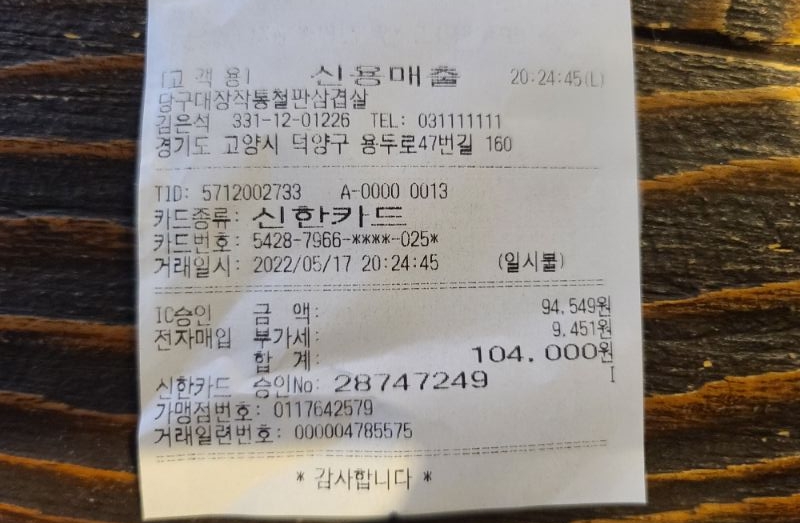 [고 객 용] 신용매출 20:24:45(L)
당구대장작통철판삼겹살
김은석 331-12-01226 TEL: 031111111
경기도 고양시 덕양구 용두로47번길 160
TID: 5712002733 A-0000 0013
카드종류: 신한카드
카드번호: 5428-7966-****-025*
거래일시: 2022/05/17 20:24:45 (일시불)
IC승인 금 액: 94,549원
전자매입 부가세: 9,451원
합 계: 104.000원
신한카드 승인No: 28747249
가맹점번호: 0117642579
거래일련번호: 000004785575
* 감사합니다 *